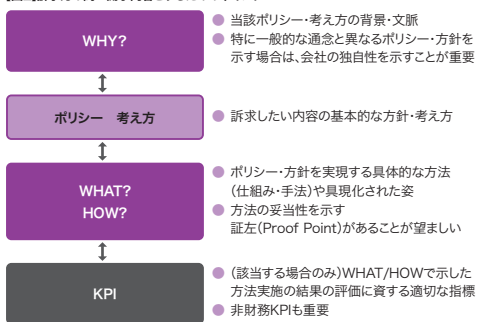 WHY?
● 当該ポリシー・考え方の背景・文脈
● 特に一般的な通念と異なるポリシー・方針を
示す場合は、会社の独自性を示すことが重要
ポリシー 考え方
● 訴求したい内容の基本的な方針・考え方
WHAT?
HOW?
● ポリシー・方針を実現する具体的な方法
(仕組み・手法)や具現化された姿
● 方法の妥当性を示す
証左(Proof Point)があることが望ましい
KPI
● (該当する場合のみ)WHAT/HOWで示した
方法実施の結果の評価に資する適切な指標
● 非財務KPIも重要